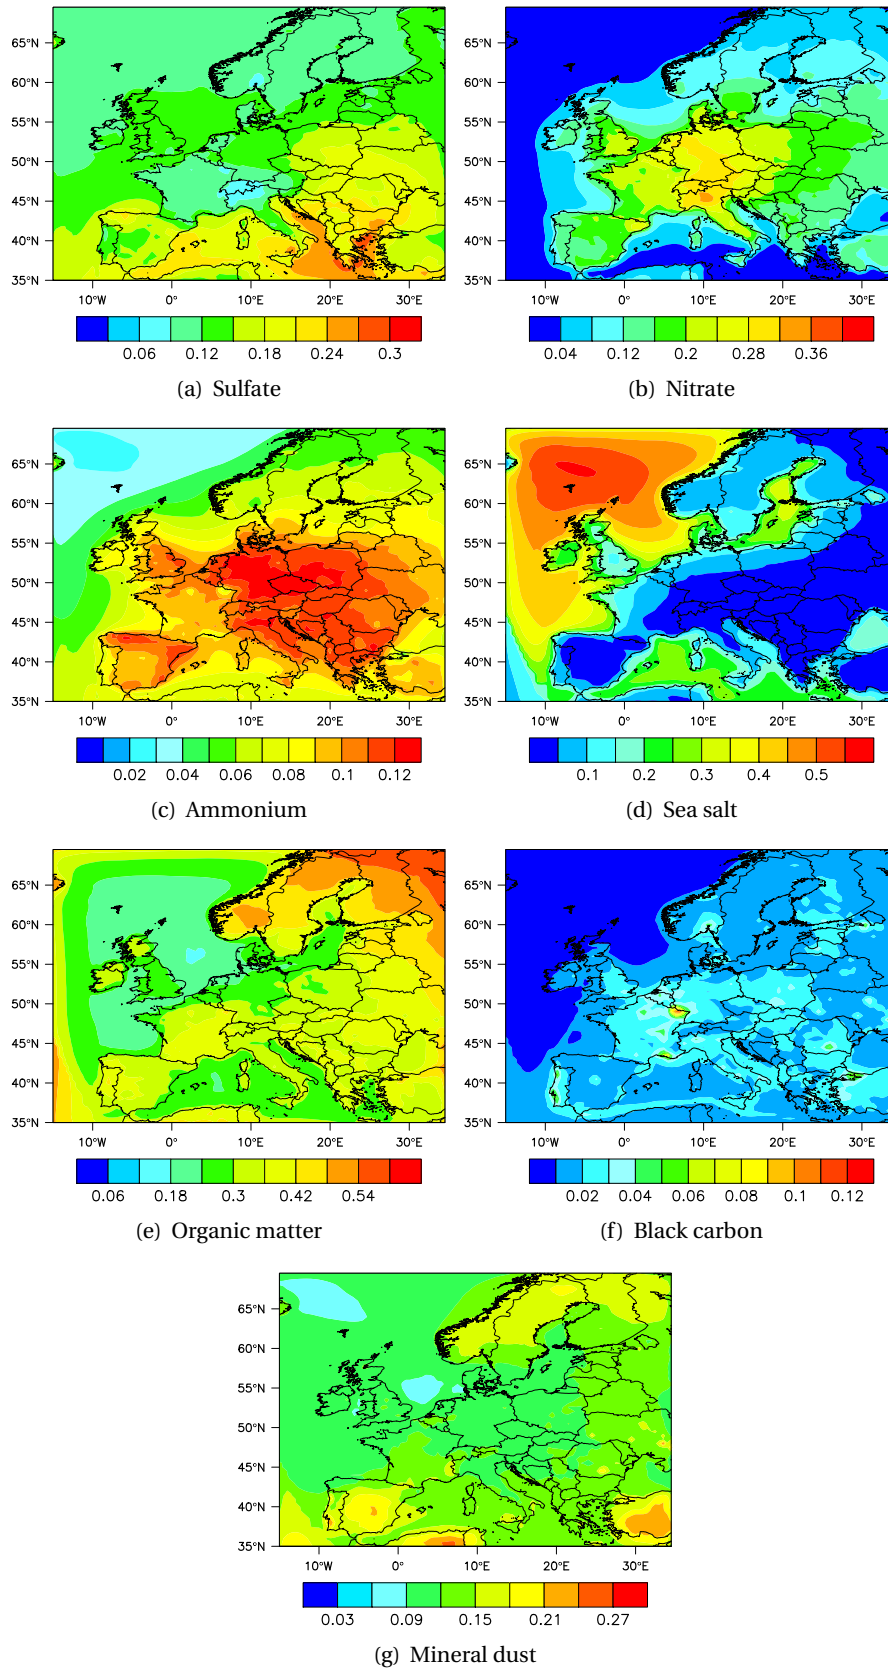 65°N 60°N 55°N 50°N 45°N 40°N 35°N
10°W 0° 10°E 20°E 30°E
0.06 0.12 0.18 0.24 0.3
(a) Sulfate
65°N 60°N 55°N 50°N 45°N 40°N 35°N
10°W 0° 10°E 20°E 30°E
0.04 0.12 0.2 0.28 0.36
(b) Nitrate
65°N 60°N 55°N 50°N 45°N 40°N 35°N
10°W 0° 10°E 20°E 30°E
0.02 0.04 0.06 0.08 0.1 0.12
(c) Ammonium
65°N 60°N 55°N 50°N 45°N 40°N 35°N
10°W 0° 10°E 20°E 30°E
0.1 0.2 0.3 0.4 0.5
(d) Sea salt
65°N 60°N 55°N 50°N 45°N 40°N 35°N
10°W 0° 10°E 20°E 30°E
0.06 0.18 0.3 0.42 0.54
(e) Organic matter
65°N 60°N 55°N 50°N 45°N 40°N 35°N
10°W 0° 10°E 20°E 30°E
0.02 0.04 0.06 0.08 0.1 0.12
(f) Black carbon
65°N 60°N 55°N 50°N 45°N 40°N 35°N
10°W 0° 10°E 20°E 30°E
0.03 0.09 0.15 0.21 0.27
(g) Mineral dust